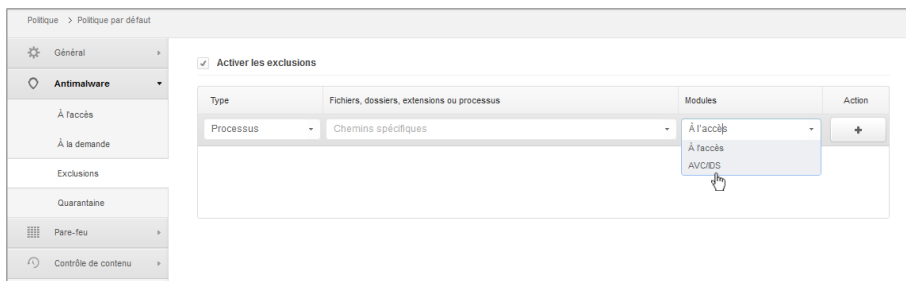 Politique > Politique par défaut
Général
Antimalware
À l'accès
À la demande
Exclusions
Quarantaine
Pare-feu
Contrôle de contenu
Activer les exclusions
Type Fichiers, dossiers, extensions ou processus Modules Action
Processus Chemins spécifiques À l'accès +
À l'accès
AVC/IDS